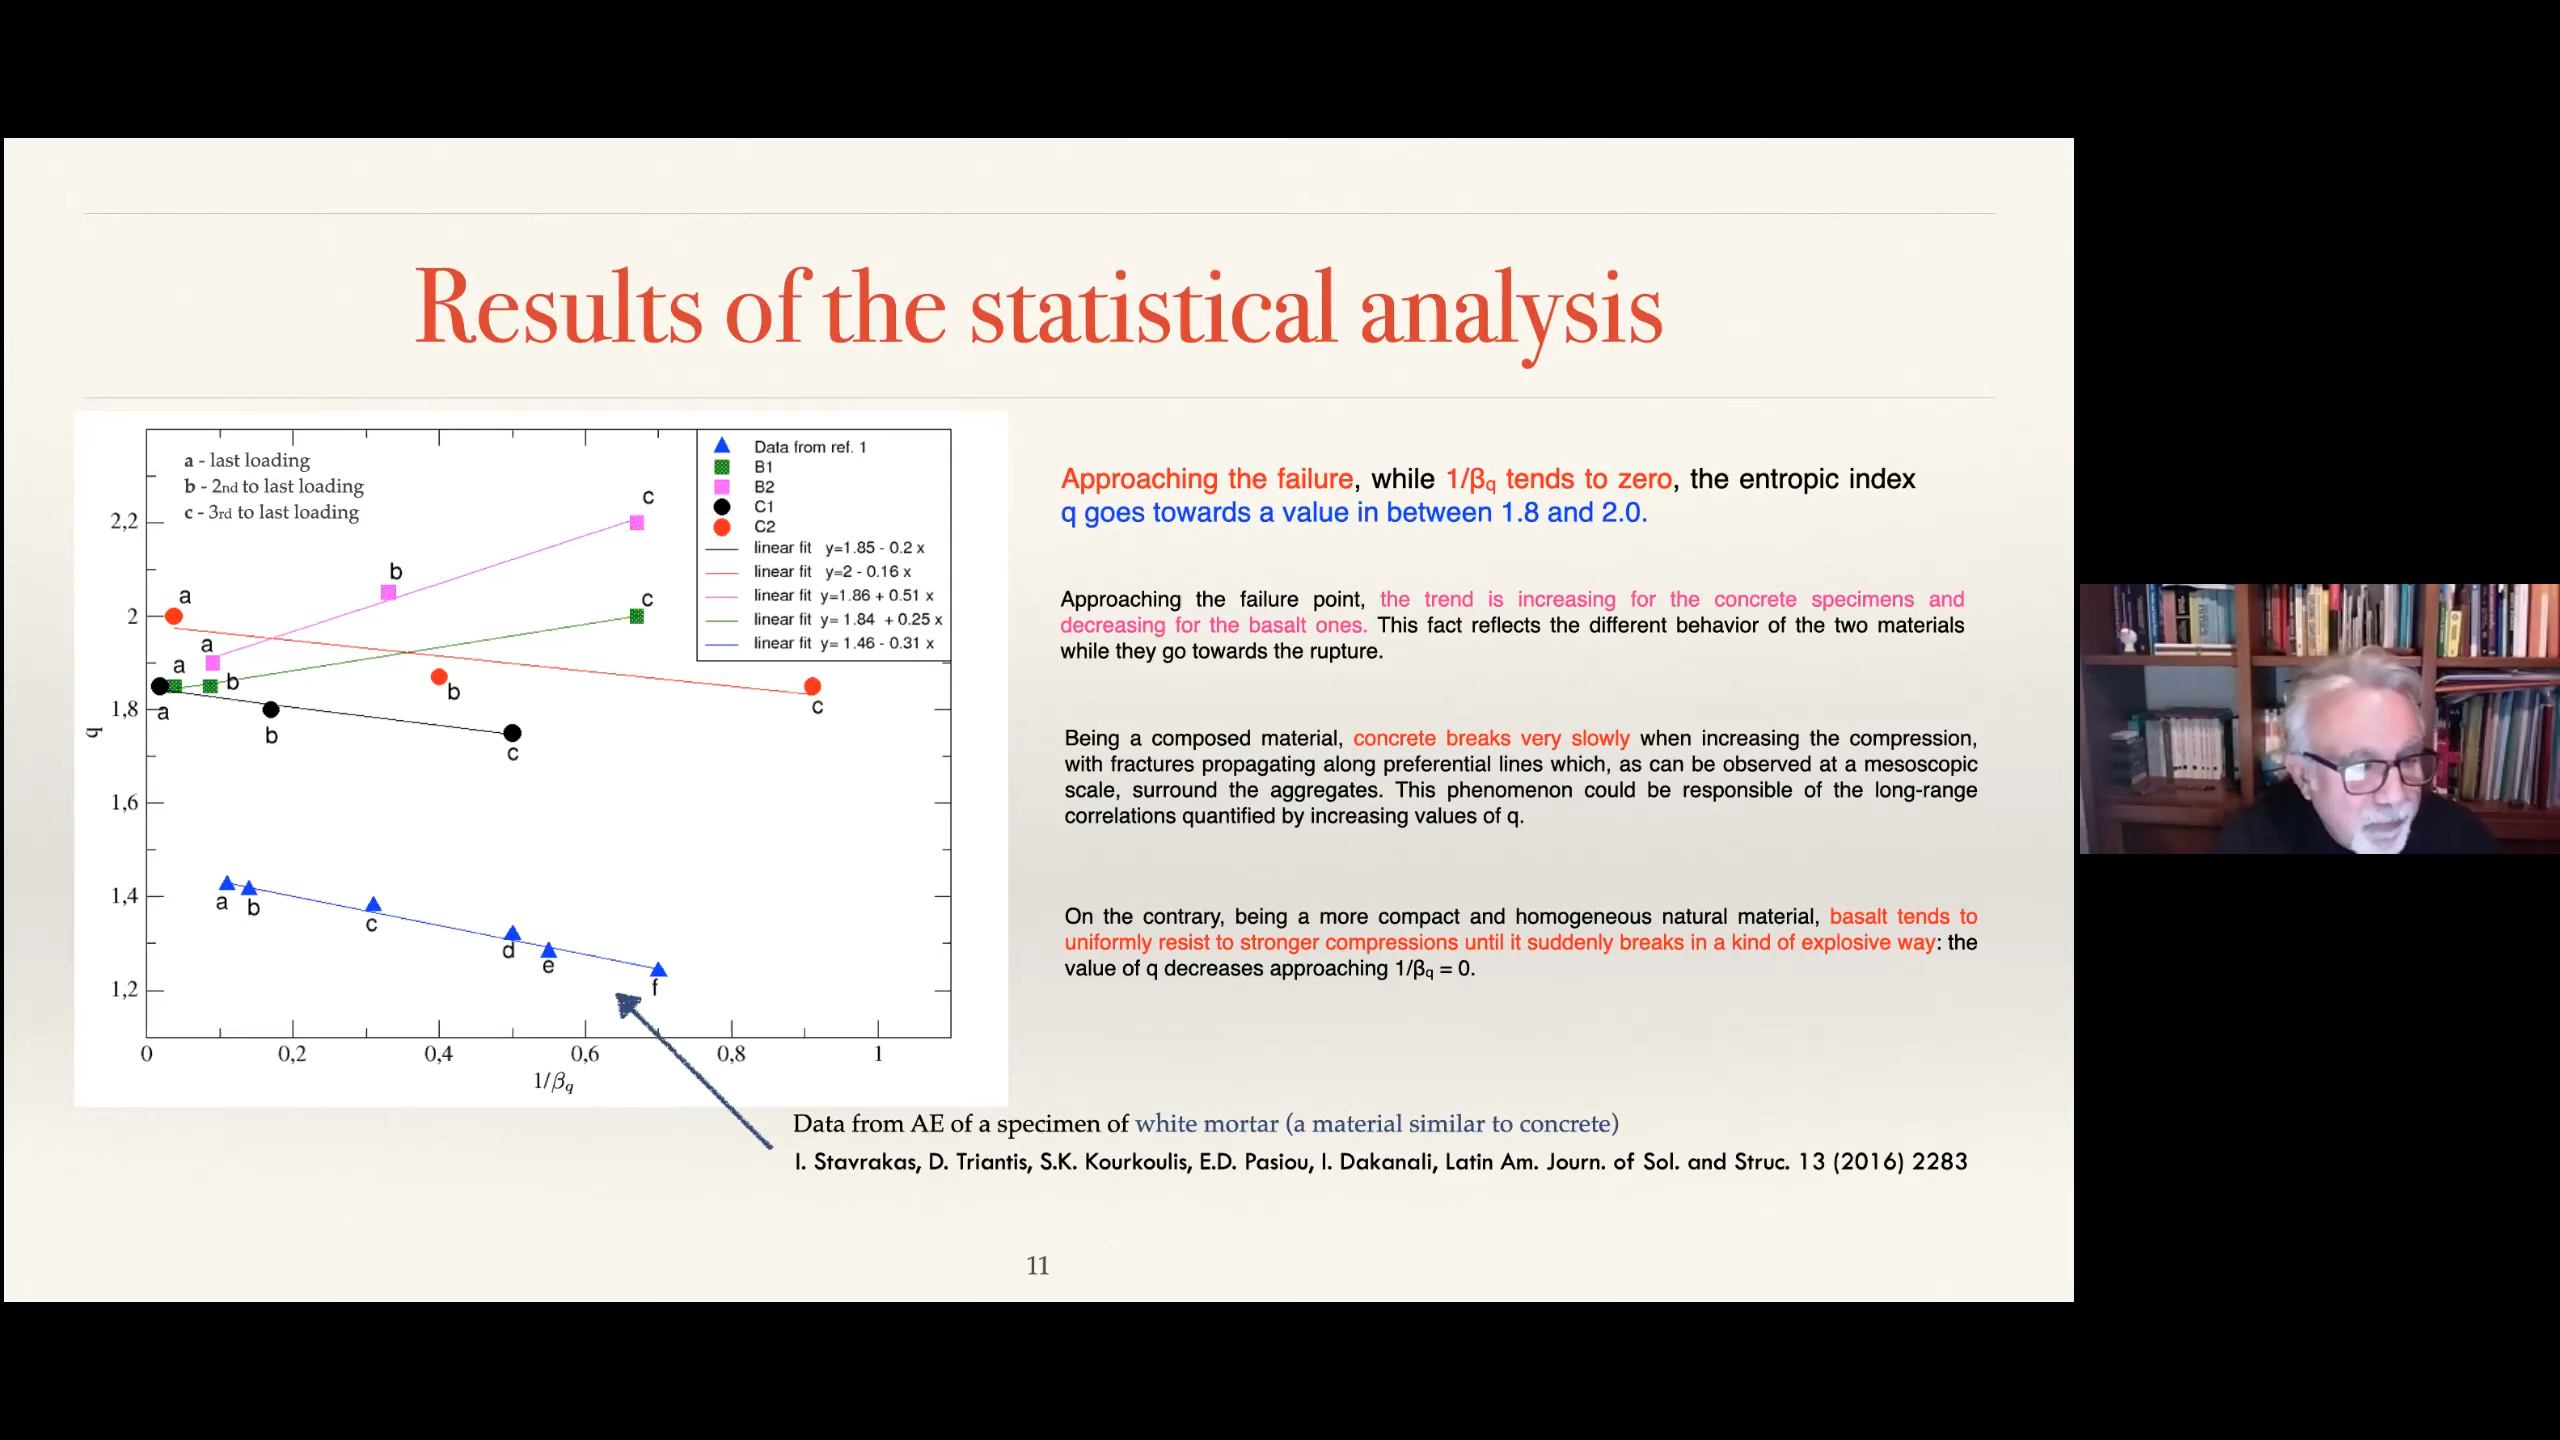 Results of the statistical analysis
a - last loading
b - 2nd to last loading
c - 3rd to last loading
Data from ref. 1
B1
B2
C1
C2
linear fit y=1.85 - 0.2 x
linear fit y=2 - 0.16 x
linear fit y=1.86 + 0.51 x
linear fit y= 1.84 + 0.25 x
linear fit y= 1.46 - 0.31 x
2,2
2
1,8
1,6
1,4
1,2
q
c
b
a
c
a
a
b
b
c
a
b
c
a
b
c
d
e
f
0 0,2 0,4 0,6 0,8 1
1/βq
Approaching the failure, while 1/βq tends to zero, the entropic index
q goes towards a value in between 1.8 and 2.0.
Approaching the failure point, the trend is increasing for the concrete specimens and
decreasing for the basalt ones. This fact reflects the different behavior of the two materials
while they go towards the rupture.
Being a composed material, concrete breaks very slowly when increasing the compression,
with fractures propagating along preferential lines which, as can be observed at a mesoscopic
scale, surround the aggregates. This phenomenon could be responsible of the long-range
correlations quantified by increasing values of q.
On the contrary, being a more compact and homogeneous natural material, basalt tends to
uniformly resist to stronger compressions until it suddenly breaks in a kind of explosive way: the
value of q decreases approaching 1/βq = 0.
Data from AE of a specimen of white mortar (a material similar to concrete)
I. Stavrakas, D. Triantis, S.K. Kourkoulis, E.D. Pasiou, I. Dakanali, Latin Am. Journ. of Sol. and Struc. 13 (2016) 2283
11